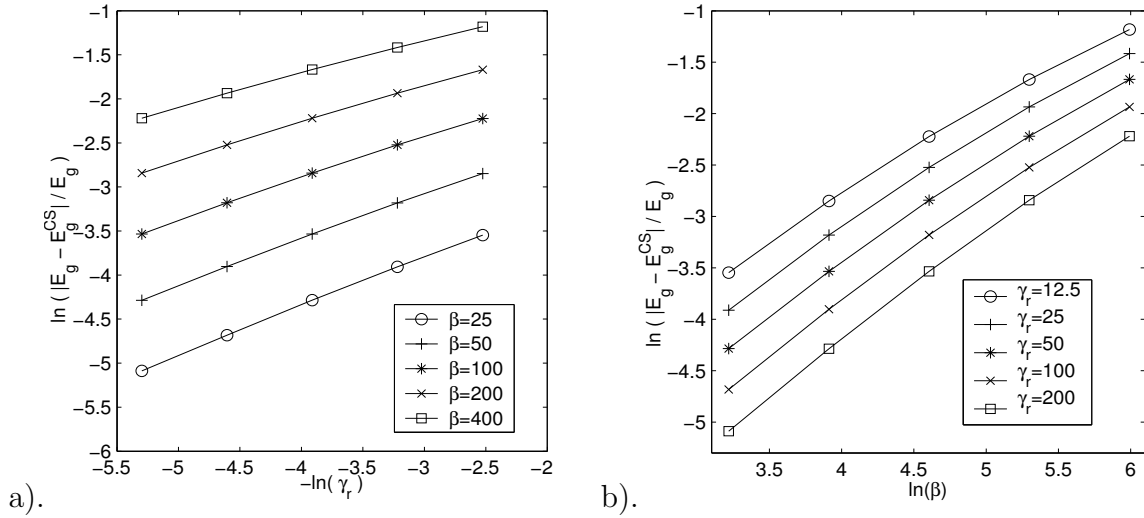 −1
−1.5
−2
−2.5
−3
−3.5
−4
−4.5
−5
−5.5
−6
ln ( |E_g − E_g^CS| / E_g )
β=25
β=50
β=100
β=200
β=400
−5.5 −5 −4.5 −4 −3.5 −3 −2.5 −2
−ln( γ_r )
a).
−1
−1.5
−2
−2.5
−3
−3.5
−4
−4.5
−5
ln ( |E_g − E_g^CS| / E_g )
γ_r=12.5
γ_r=25
γ_r=50
γ_r=100
γ_r=200
3.5 4 4.5 5 5.5 6
ln(β)
b).